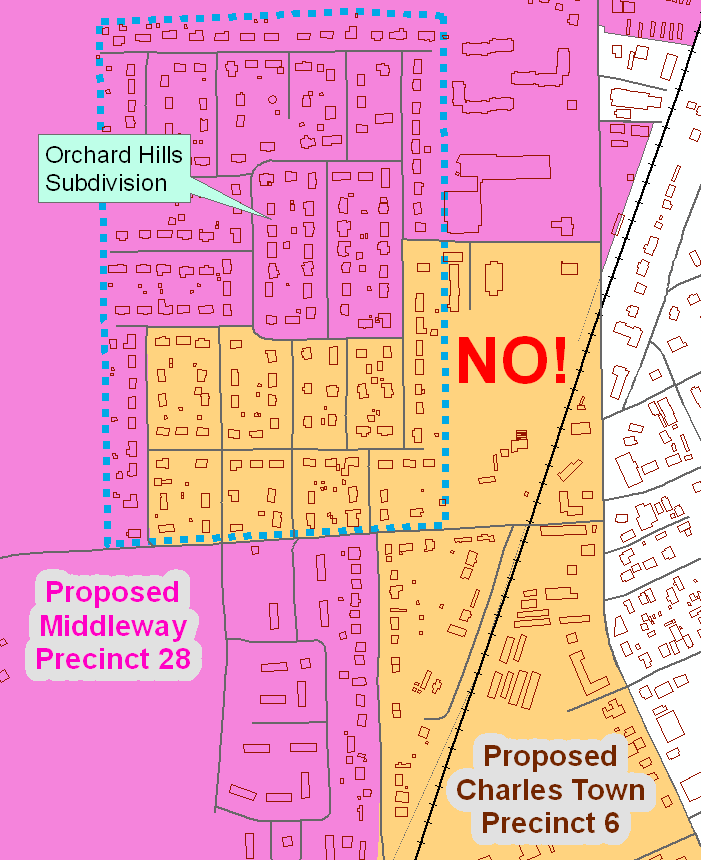 Orchard Hills
Subdivision
NO!
Proposed
Middleway
Precinct 28
Proposed
Charles Town
Precinct 6